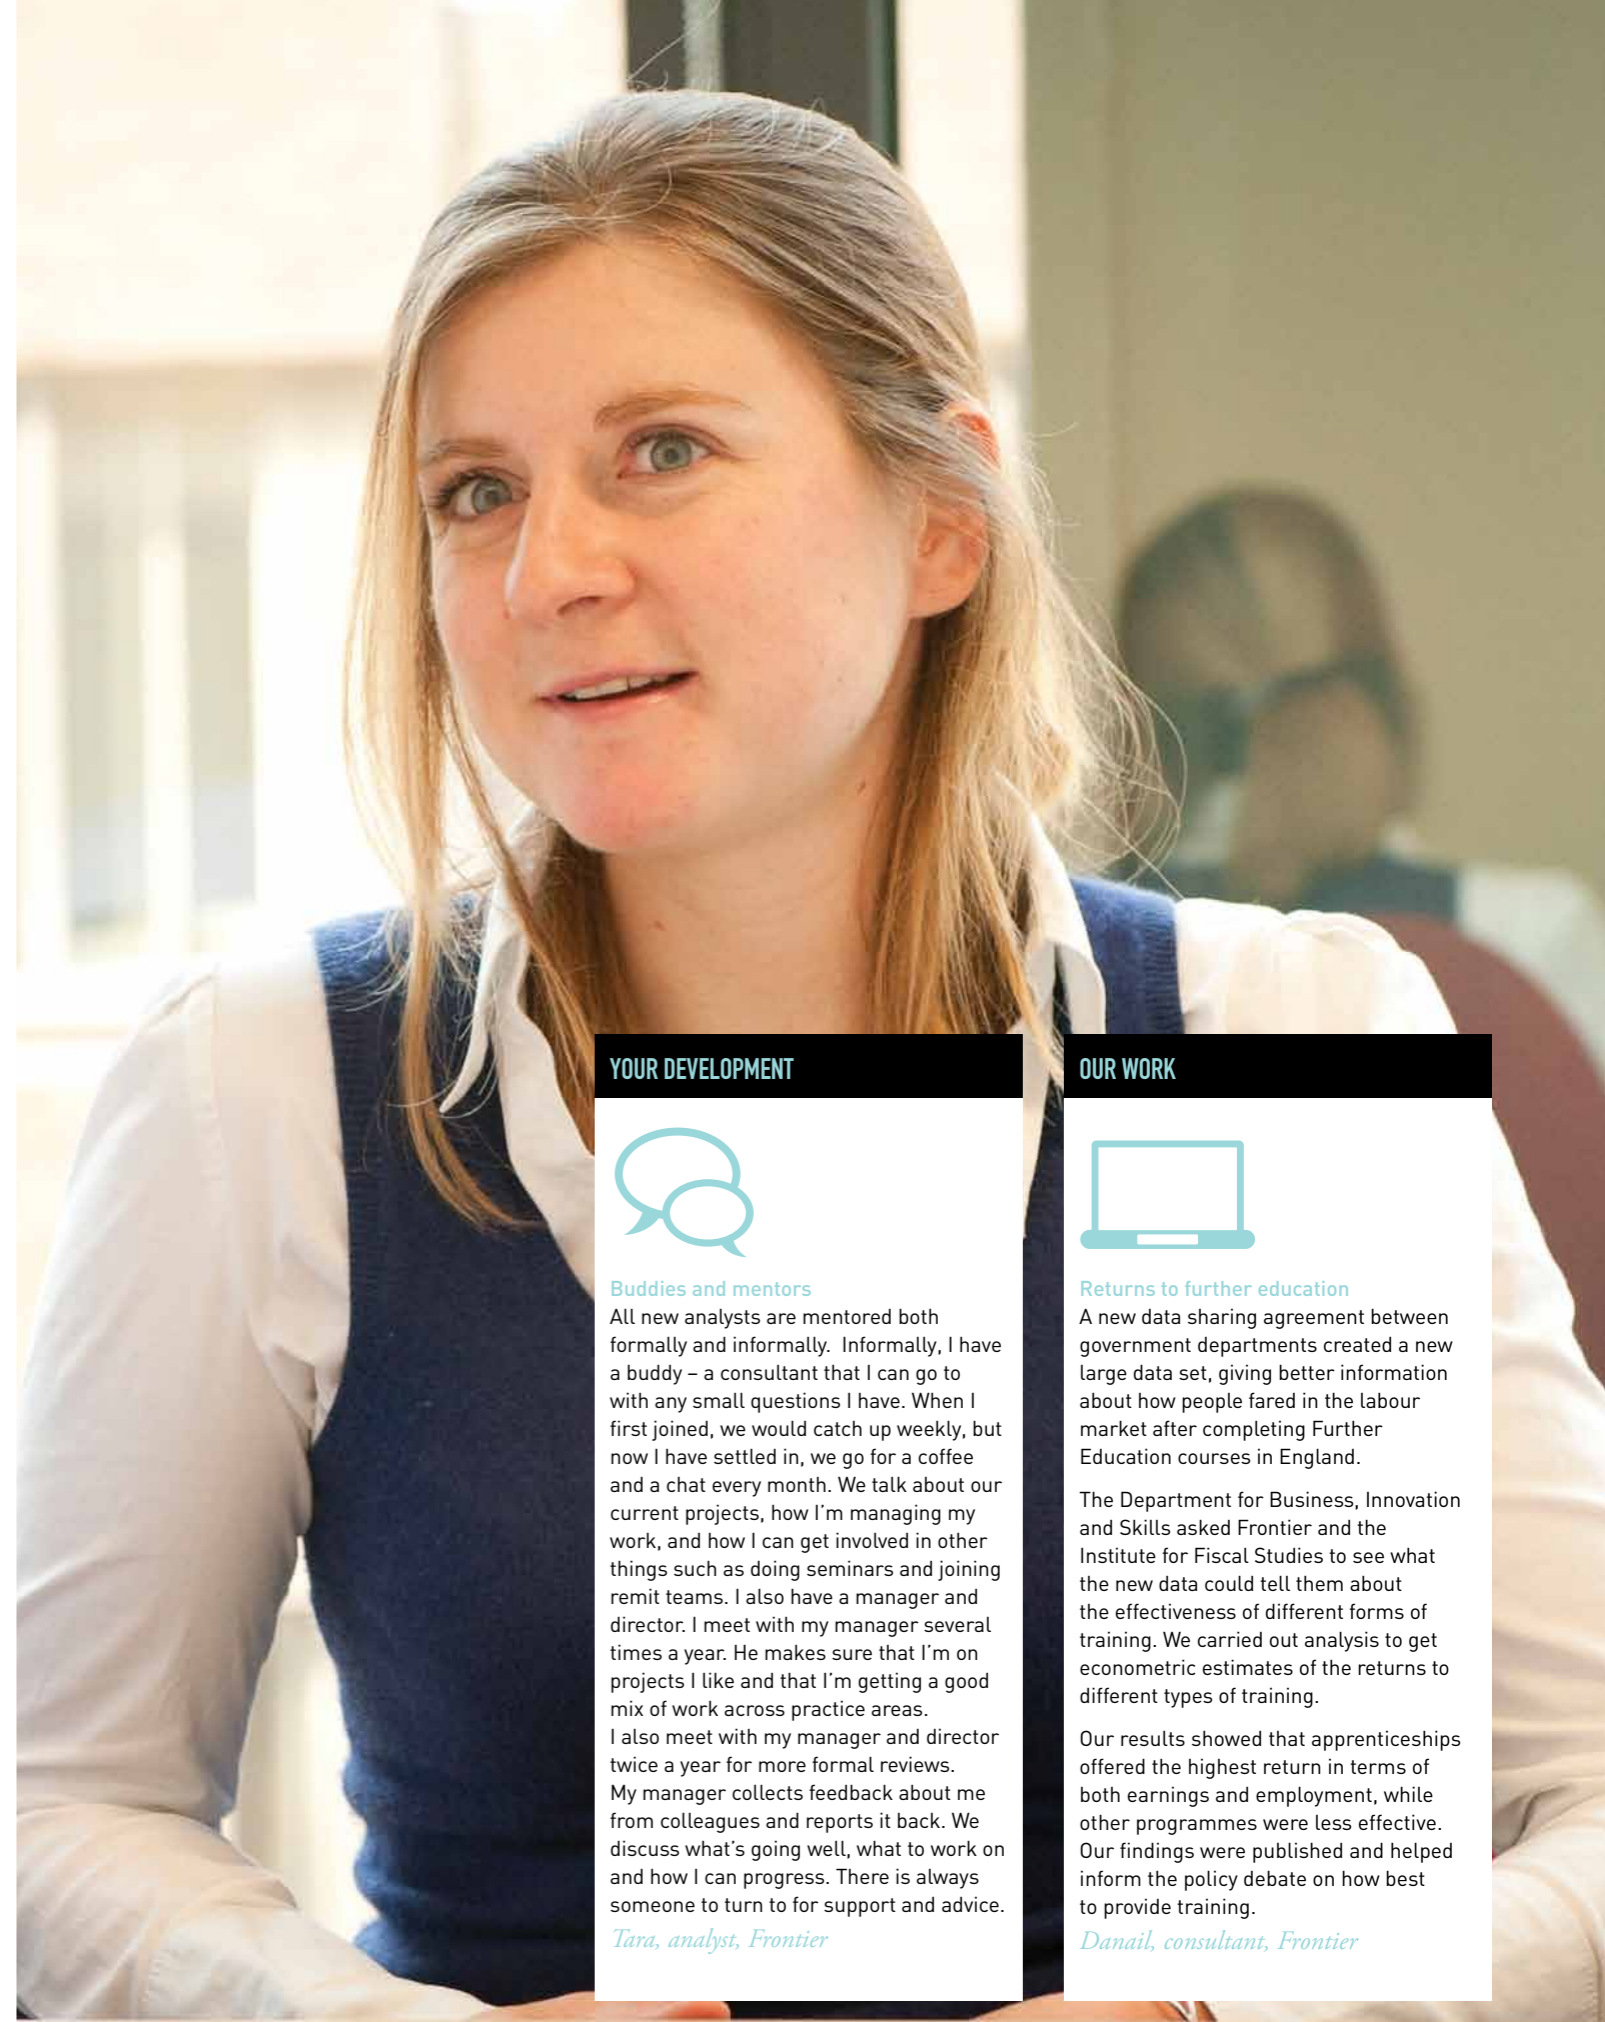 YOUR DEVELOPMENT
Buddies and mentors
All new analysts are mentored both
formally and informally.  Informally, I have
a buddy – a consultant that I can go to
with any small questions I have. When I
first joined, we would catch up weekly, but
now I have settled in, we go for a coffee
and a chat every month. We talk about our
current projects, how I'm managing my
work, and how I can get involved in other
things such as doing seminars and joining
remit teams. I also have a manager and
director. I meet with my manager several
times a year. He makes sure that I'm on
projects I like and that I'm getting a good
mix of work across practice areas.
I also meet with my manager and director
twice a year for more formal reviews.
My manager collects feedback about me
from colleagues and reports it back. We
discuss what's going well, what to work on
and how I can progress. There is always
someone to turn to for support and advice.
Tara, analyst, Frontier
OUR WORK
Returns to further education
A new data sharing agreement between
government departments created a new
large data set, giving better information
about how people fared in the labour
market after completing Further
Education courses in England.
The Department for Business, Innovation
and Skills asked Frontier and the
Institute for Fiscal Studies to see what
the new data could tell them about
the effectiveness of different forms of
training. We carried out analysis to get
econometric estimates of the returns to
different types of training.
Our results showed that apprenticeships
offered the highest return in terms of
both earnings and employment, while
other programmes were less effective.
Our findings were published and helped
inform the policy debate on how best
to provide training.
Danail, consultant, Frontier